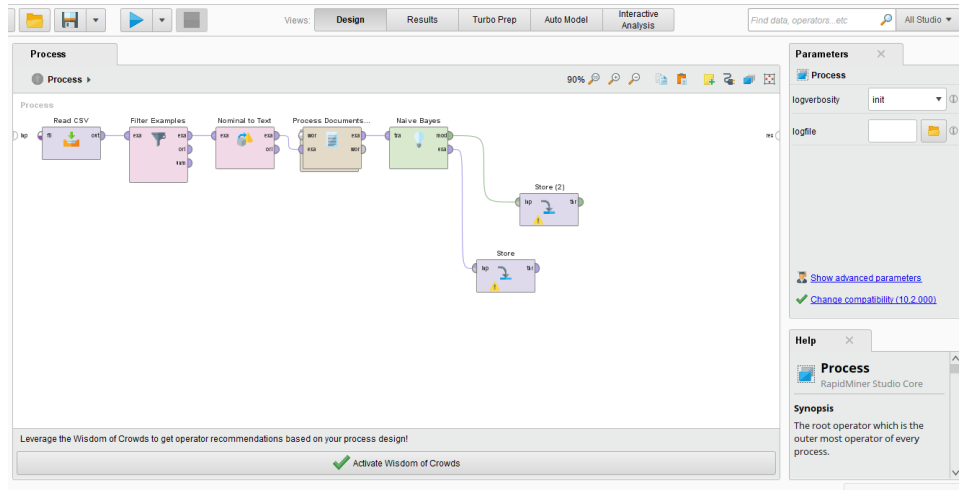 Views:
Design
Results
Turbo Prep
Auto Model
Interactive
Analysis
Find data, operators...etc
All Studio
Process
Process
90%
Process
Read CSV
Filter Examples
Nominal to Text
Process Documents...
Naive Bayes
inp
fil
out
exa
exa
ori
exa
exa
ori
wor
exa
exa
wor
tra
mod
exa
res
Store (2)
inp
thr
Store
inp
thr
Leverage the Wisdom of Crowds to get operator recommendations based on your process design!
Activate Wisdom of Crowds
Parameters
Process
logverbosity
init
logfile
Show advanced parameters
Change compatibility (10.2.000)
Help
Process
RapidMiner Studio Core
Synopsis
The root operator which is the
outer most operator of every
process.